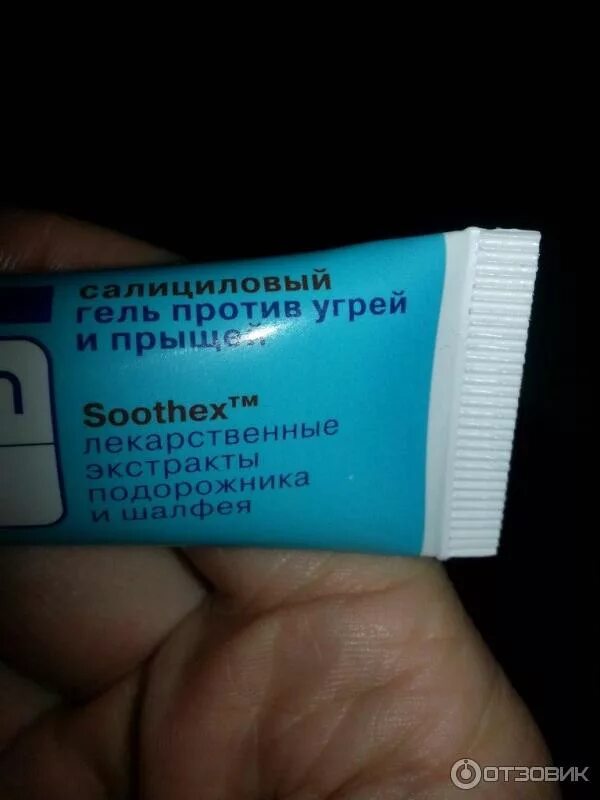 салициловый
гель против угрей
и прыщей
Soothex™
лекарственные
экстракты
подорожника
и шалфея
ОТЗОВИК